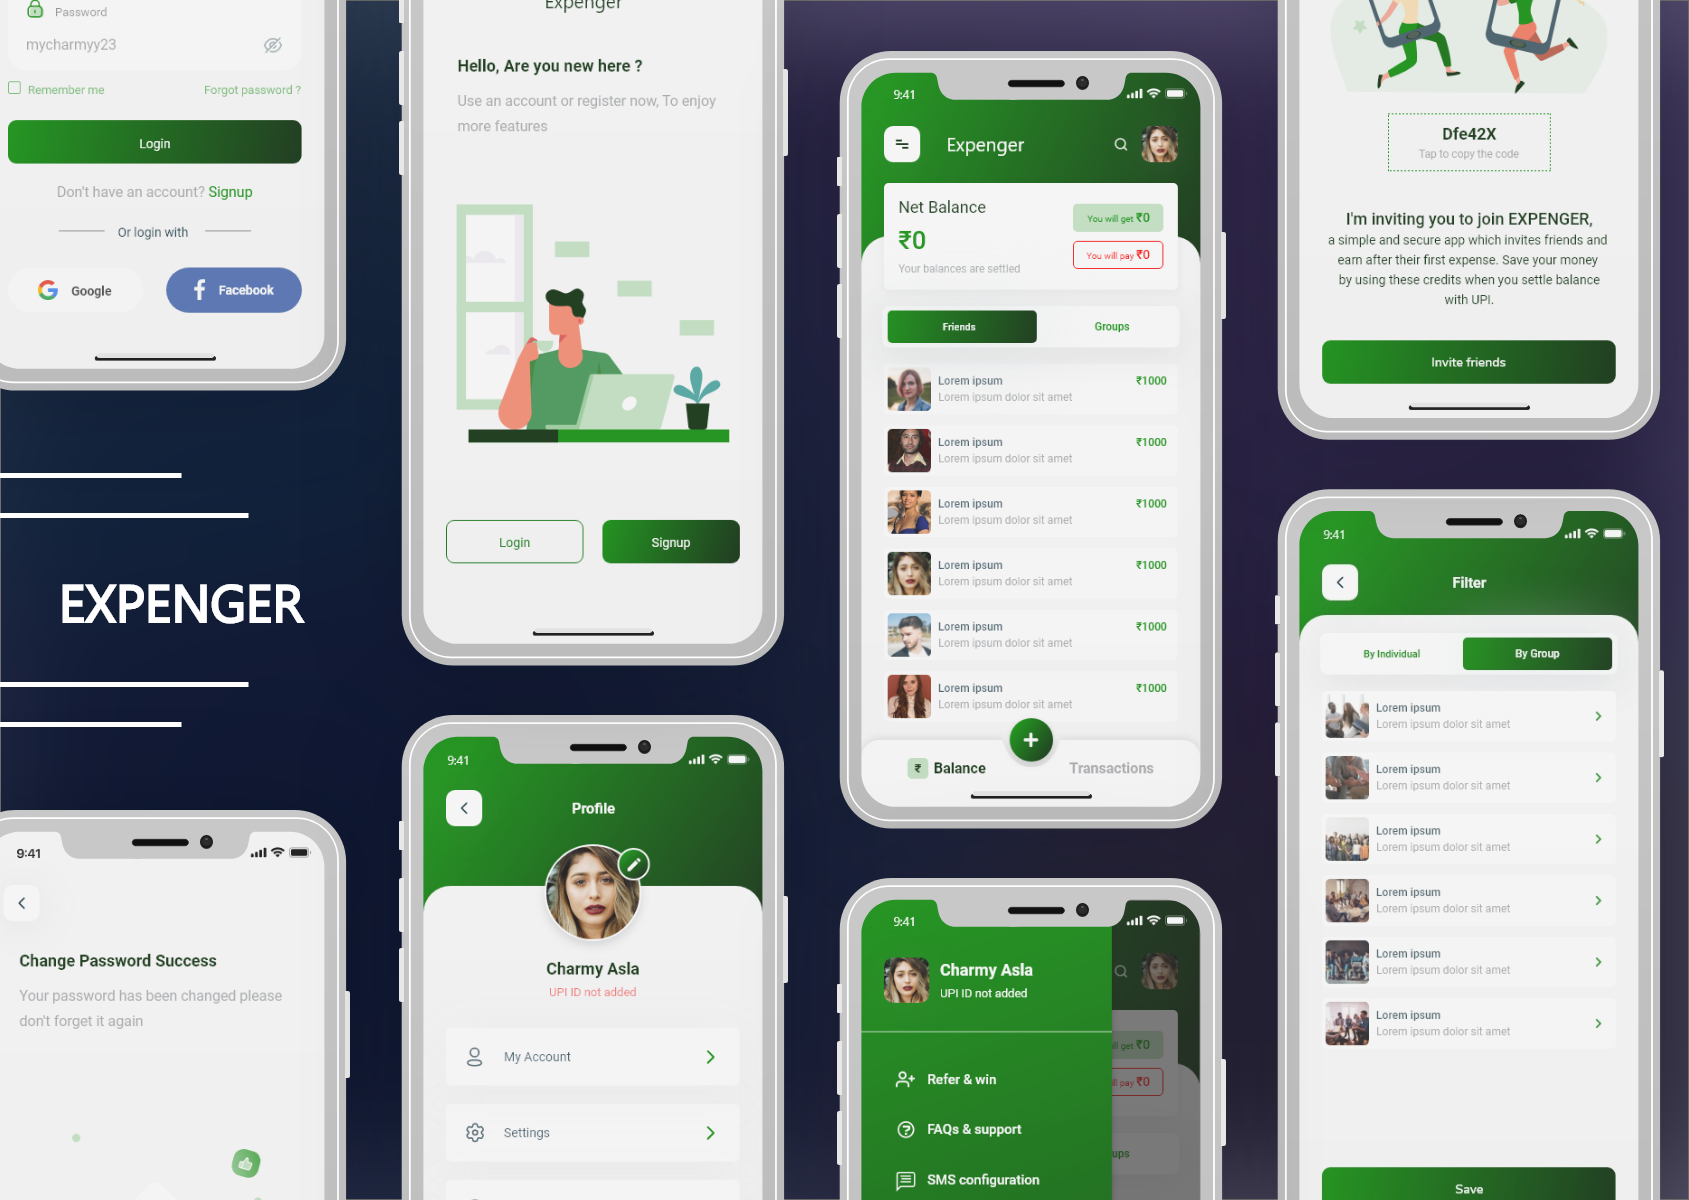 Password
mycharmyy23
Remember me
Forgot password ?
Login
Don't have an account? Signup
Or login with
Google
Facebook
EXPENGER
9:41
Change Password Success
Your password has been changed please
don't forget it again
Expenger
Hello, Are you new here ?
Use an account or register now, To enjoy
more features
Login
Signup
9:41
Profile
Charmy Asla
UPI ID not added
My Account
Settings
9:41
Expenger
Net Balance
₹0
Your balances are settled
You will get ₹0
You will pay ₹0
Friends
Groups
Lorem ipsum
₹1000
Lorem ipsum dolor sit amet
Lorem ipsum
₹1000
Lorem ipsum dolor sit amet
Lorem ipsum
₹1000
Lorem ipsum dolor sit amet
Lorem ipsum
₹1000
Lorem ipsum dolor sit amet
Lorem ipsum
₹1000
Lorem ipsum dolor sit amet
Lorem ipsum
₹1000
Lorem ipsum dolor sit amet
₹ Balance
Transactions
9:41
Charmy Asla
UPI ID not added
Refer & win
FAQs & support
SMS configuration
ill get ₹0
ill pay ₹0
ups
Dfe42X
Tap to copy the code
I'm inviting you to join EXPENGER,
a simple and secure app which invites friends and
earn after their first expense. Save your money
by using these credits when you settle balance
with UPI.
Invite friends
9:41
Filter
By Individual
By Group
Lorem ipsum
Lorem ipsum dolor sit amet
Lorem ipsum
Lorem ipsum dolor sit amet
Lorem ipsum
Lorem ipsum dolor sit amet
Lorem ipsum
Lorem ipsum dolor sit amet
Lorem ipsum
Lorem ipsum dolor sit amet
Lorem ipsum
Lorem ipsum dolor sit amet
Save